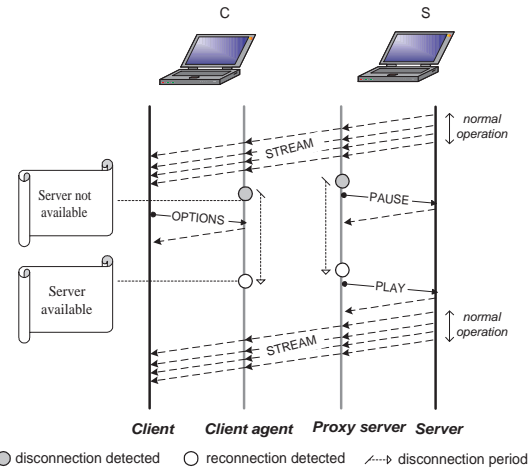 C
S
normal
operation
STREAM
Server not
available
PAUSE
OPTIONS
Server
available
PLAY
normal
operation
STREAM
Client
Client agent
Proxy server
Server
disconnection detected
reconnection detected
disconnection period